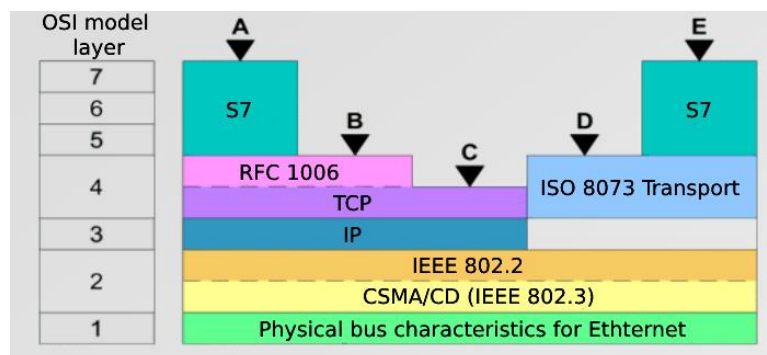 OSI model
layer
A
E
7
6
S7
S7
5
B
D
C
4
RFC 1006
ISO 8073 Transport
TCP
3
IP
2
IEEE 802.2
CSMA/CD (IEEE 802.3)
1
Physical bus characteristics for Ethternet